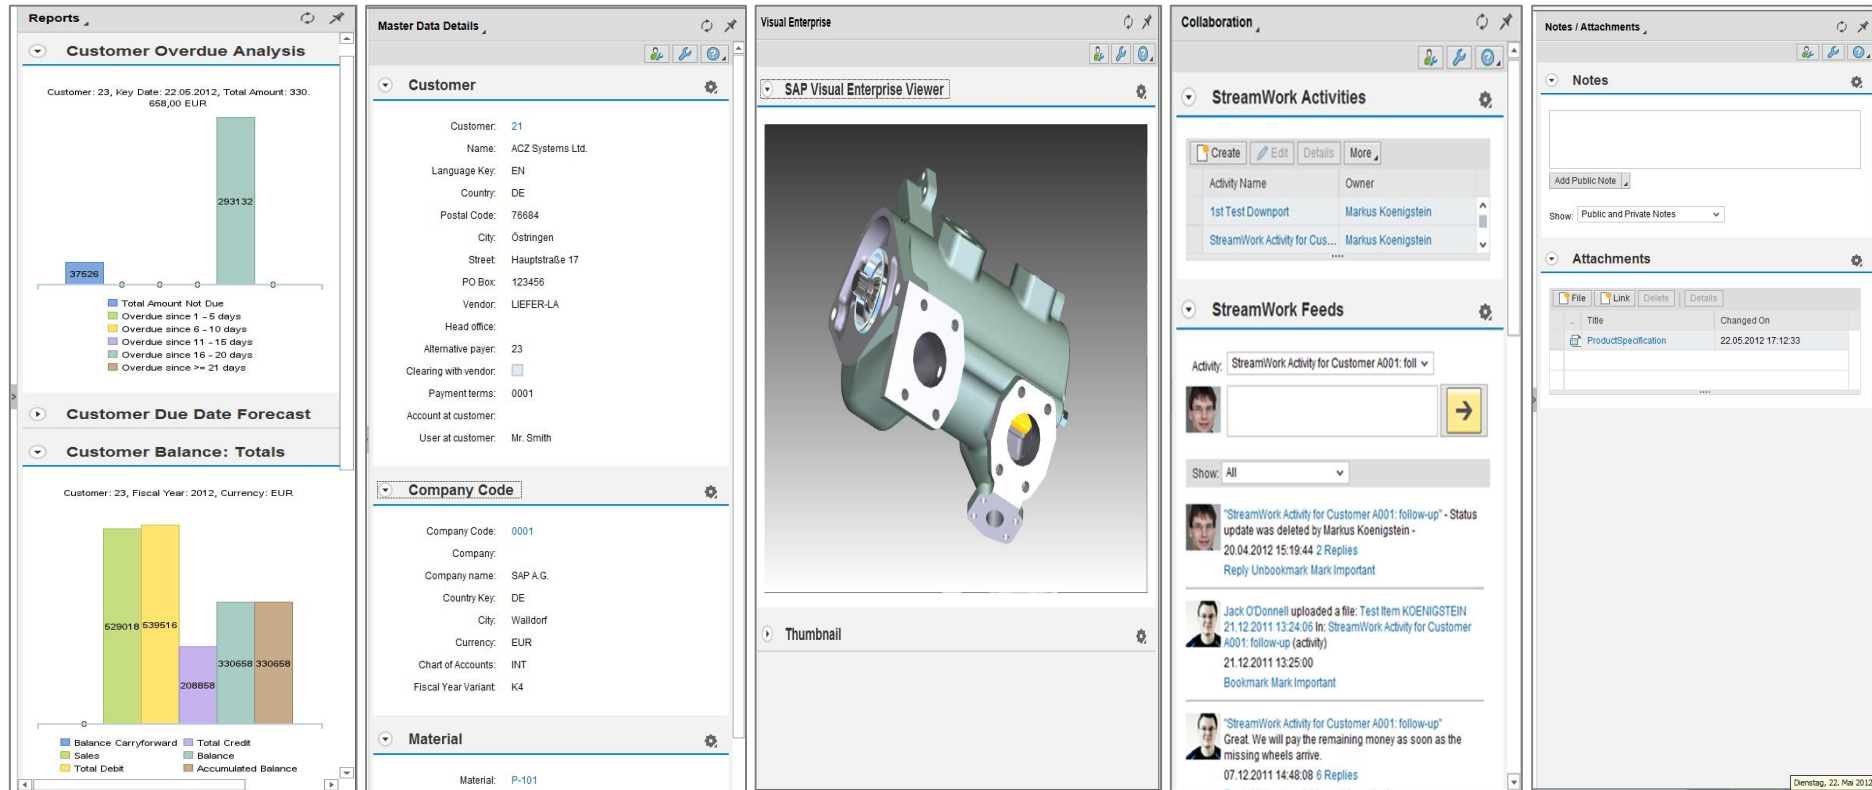 Reports
Customer Overdue Analysis
Customer: 23, Key Date: 22.05.2012, Total Amount: 330.
658,00 EUR
293132
37526
0 0 0 0
Total Amount Not Due
Overdue since 1 - 5 days
Overdue since 6 - 10 days
Overdue since 11 - 15 days
Overdue since 16 - 20 days
Overdue since >= 21 days
Customer Due Date Forecast
Customer Balance: Totals
Customer: 23, Fiscal Year: 2012, Currency: EUR
529018 539516
330658 330658
208858
0
Balance Carryforward Total Credit
Sales Balance
Total Debit Accumulated Balance
Master Data Details
Customer
Customer: 21
Name: ACZ Systems Ltd.
Language Key: EN
Country: DE
Postal Code: 76684
City: Östringen
Street: Hauptstraße 17
PO Box: 123456
Vendor: LIEFER-LA
Head office:
Alternative payer: 23
Clearing with vendor:
Payment terms: 0001
Account at customer:
User at customer: Mr. Smith
Company Code
Company Code: 0001
Company:
Company name: SAP A.G.
Country Key: DE
City: Walldorf
Currency: EUR
Chart of Accounts: INT
Fiscal Year Variant: K4
Material
Material: P-101
Visual Enterprise
SAP Visual Enterprise Viewer
Thumbnail
Collaboration
StreamWork Activities
Create Edit Details More
Activity Name Owner
1st Test Downport Markus Koenigstein
StreamWork Activity for Cus... Markus Koenigstein
StreamWork Feeds
Activity: StreamWork Activity for Customer A001: foll
Show: All
"StreamWork Activity for Customer A001: follow-up" - Status
update was deleted by Markus Koenigstein -
20.04.2012 15:19:44 2 Replies
Reply Unbookmark Mark Important
Jack O'Donnell uploaded a file: Test Item KOENIGSTEIN
21.12.2011 13:24:06 In: StreamWork Activity for Customer
A001: follow-up (activity)
21.12.2011 13:25:00
Bookmark Mark Important
"StreamWork Activity for Customer A001: follow-up"
Great. We will pay the remaining money as soon as the
missing wheels arrive.
07.12.2011 14:48:08 6 Replies
Notes / Attachments
Notes
Add Public Note
Show: Public and Private Notes
Attachments
File Link Delete Details
.. Title Changed On
ProductSpecification 22.05.2012 17:12:33
Dienstag, 22. Mai 2012